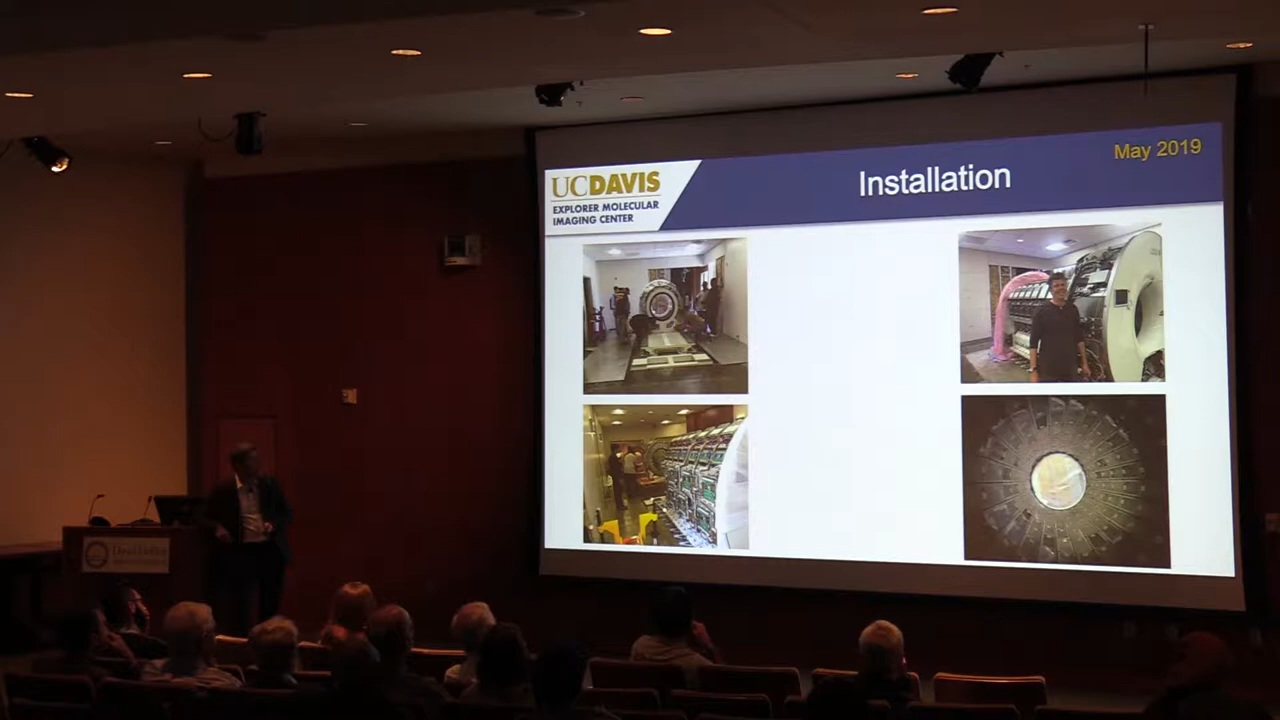 UCDAVIS
EXPLORER MOLECULAR
IMAGING CENTER
Installation
May 2019